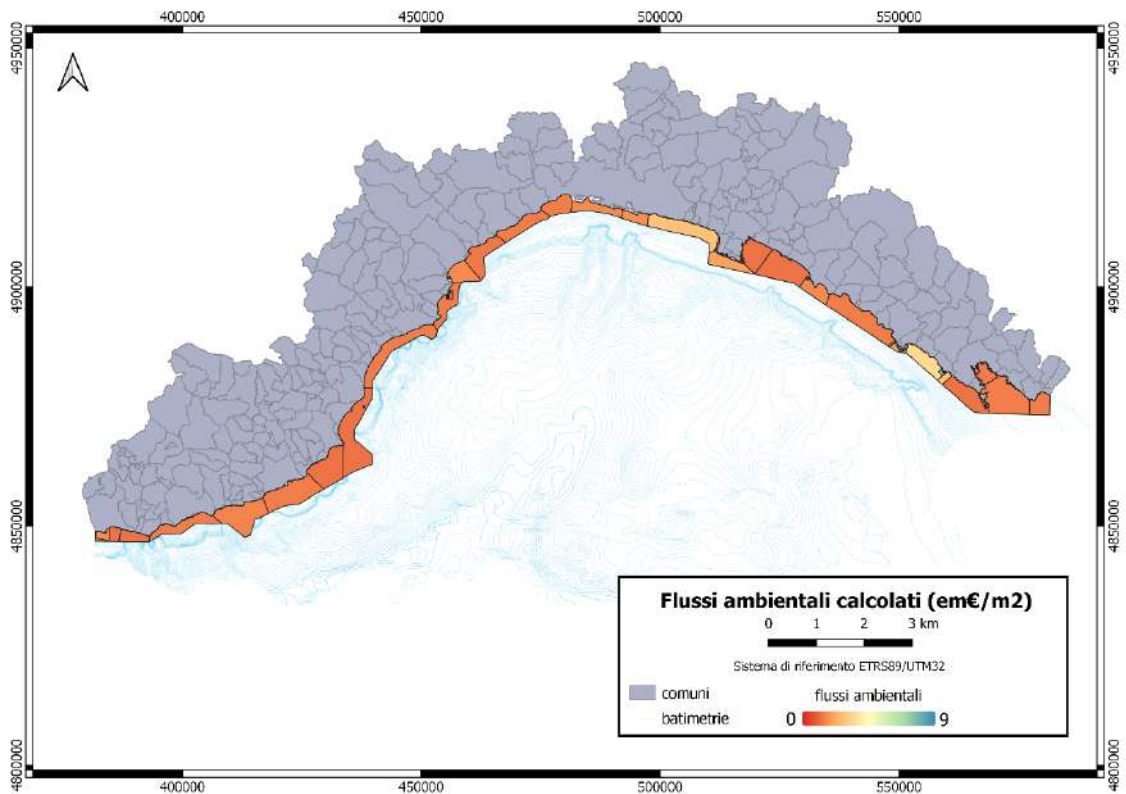 400000 450000 500000 550000
4950000 4950000
4900000 4900000
4850000 4850000
4800000 4800000
Flussi ambientali calcolati (em€/m2)
0 1 2 3 km
Sistema di riferimento ETRS89/UTM32
comuni
flussi ambientali
batimetrie
0 9
400000 450000 500000 550000